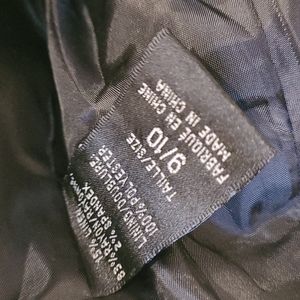 2% SPANDEX
LINING/DOUBLURE
100% POLYESTER
TAILLE/SIZE
9/10
FABRIQUE EN CHINE
MADE IN CHINA